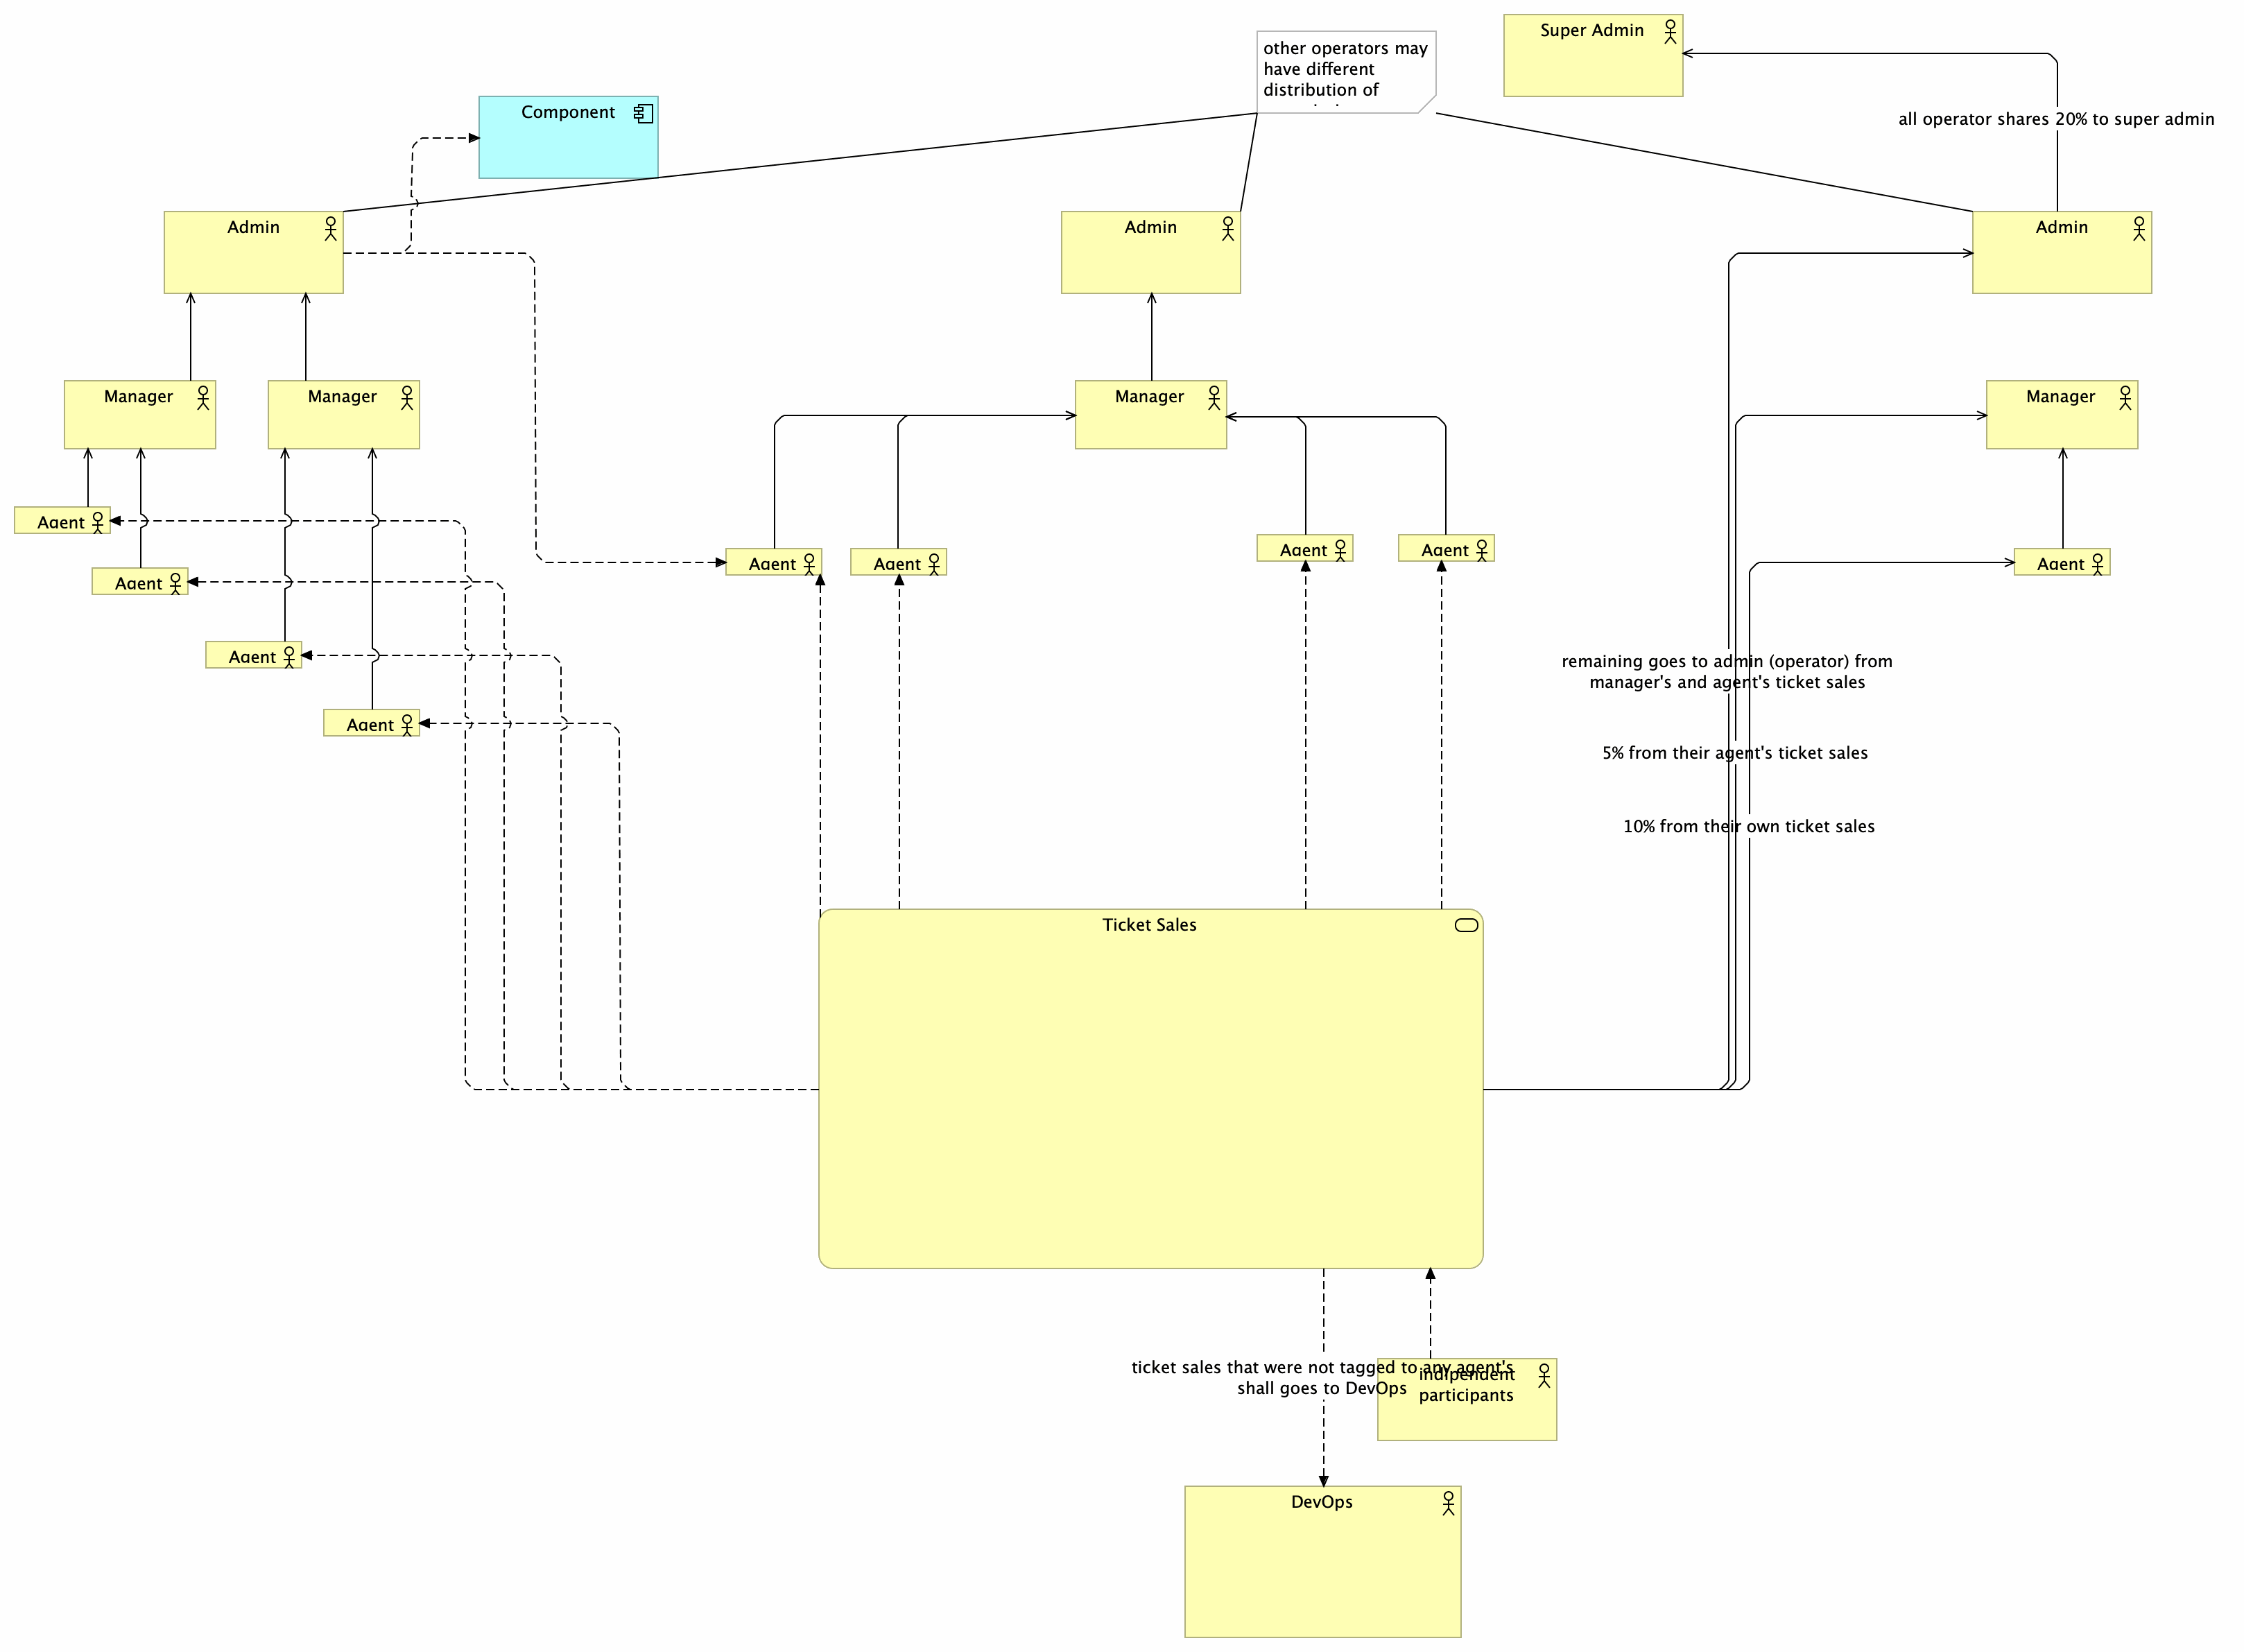 Super Admin
other operators may
have different
distribution of
Component
all operator shares 20% to super admin
Admin
Admin
Admin
Manager
Manager
Manager
Manager
Agent
Agent
Agent
Agent
Agent
Agent
Agent
Agent
Agent
remaining goes to admin (operator) from
manager's and agent's ticket sales
5% from their agent's ticket sales
10% from their own ticket sales
Ticket Sales
ticket sales that were not tagged to any agent's
shall goes to DevOps
indipendent
participants
DevOps